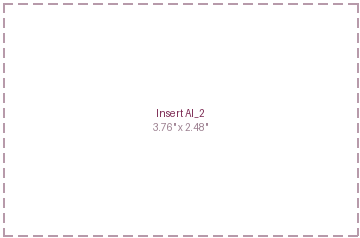 Insert AI_2
3.76" x 2.48"